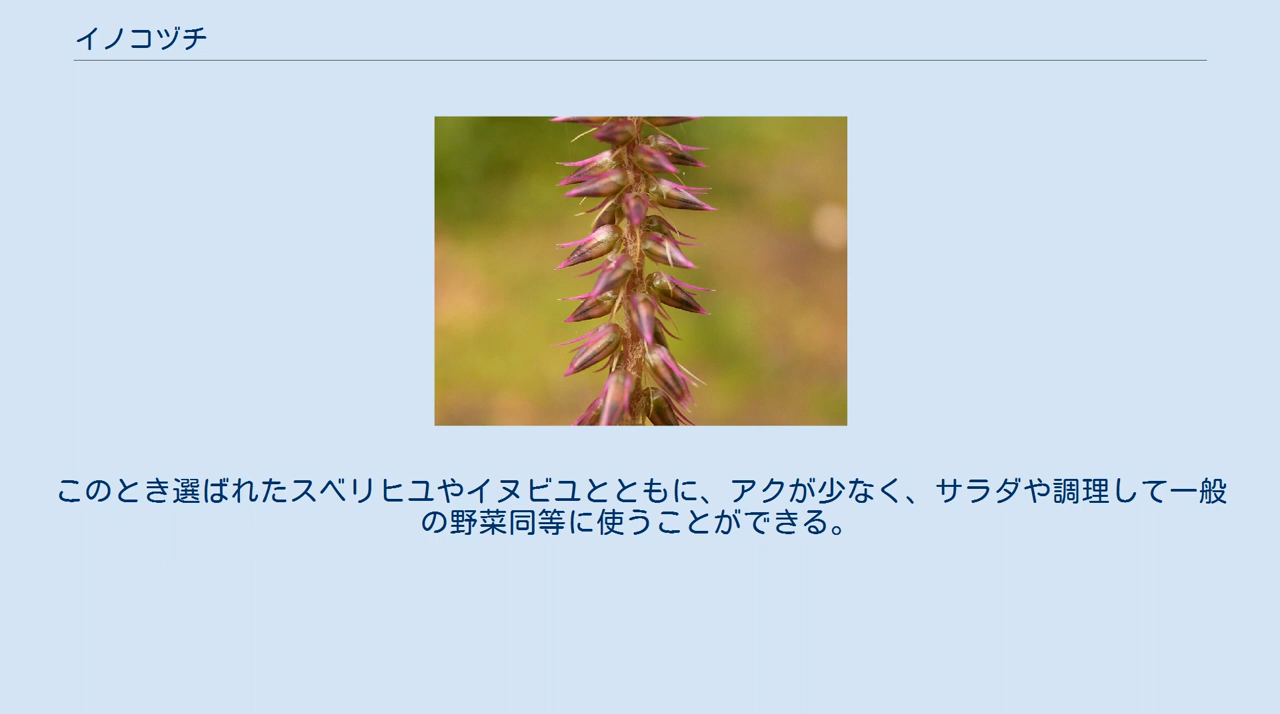 イノコヅチ
このとき選ばれたスベリヒユやイヌビユとともに、アクが少なく、サラダや調理して一般
の野菜同等に使うことができる。